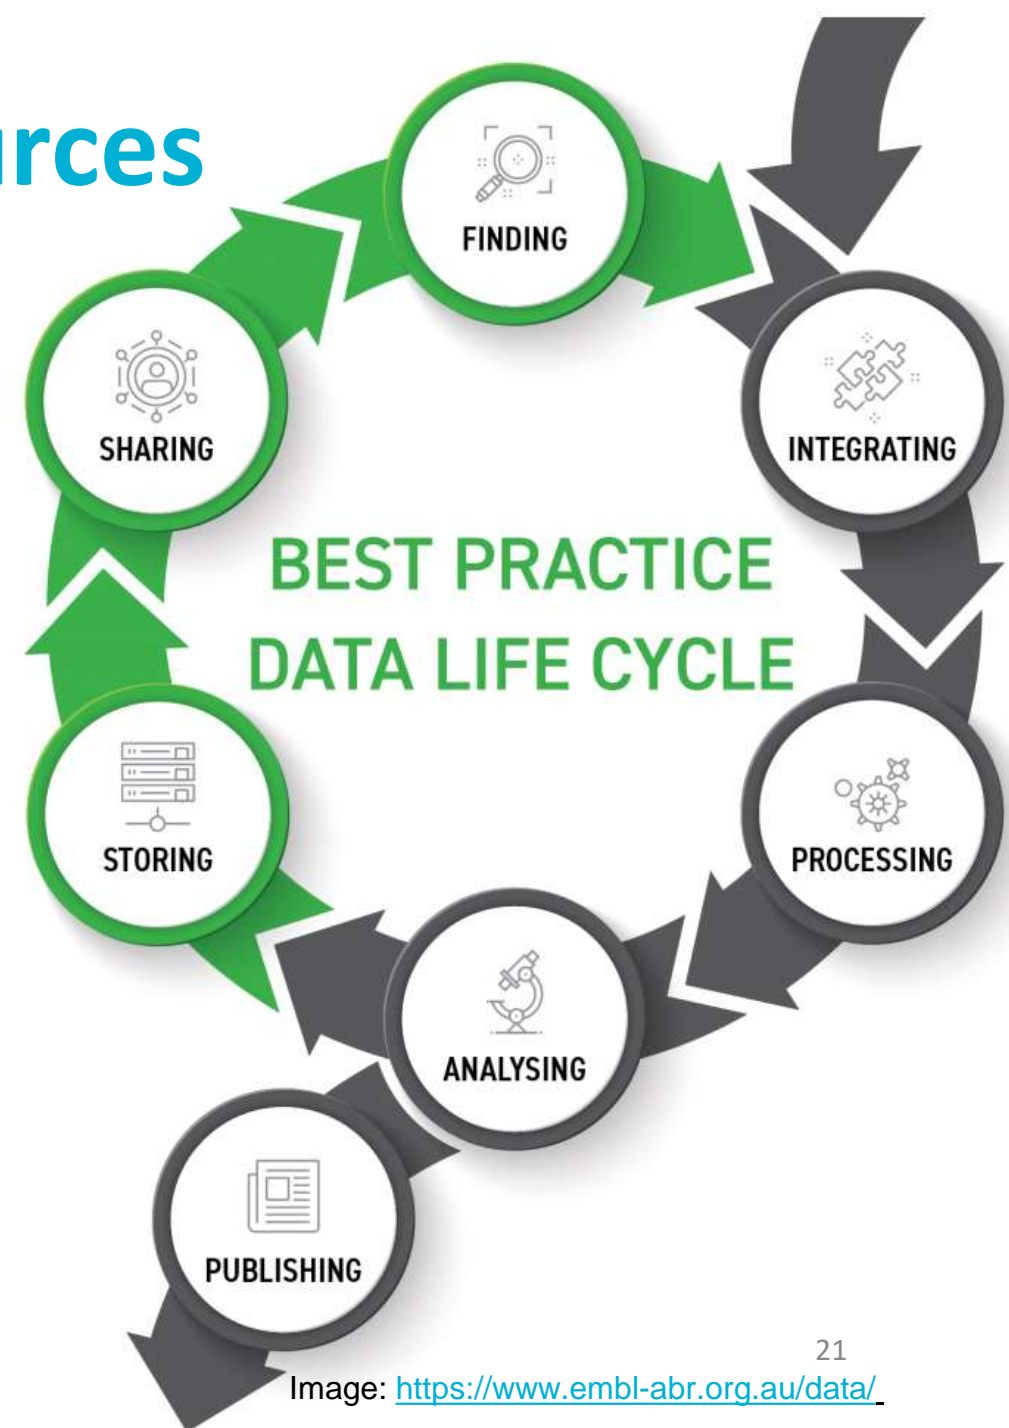 urces
FINDING
SHARING
INTEGRATING
BEST PRACTICE
DATA LIFE CYCLE
STORING
PROCESSING
ANALYSING
PUBLISHING
21
Image: https://www.embl-abr.org.au/data/